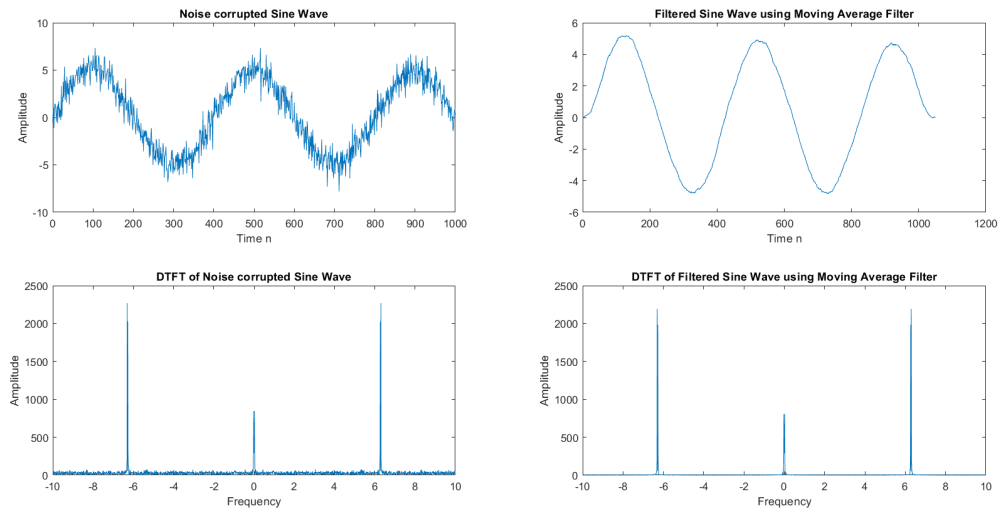 Noise corrupted Sine Wave
10
5
0
-5
-10
Amplitude
0 100 200 300 400 500 600 700 800 900 1000
Time n
Filtered Sine Wave using Moving Average Filter
6
4
2
0
-2
-4
-6
Amplitude
0 200 400 600 800 1000 1200
Time n
DTFT of Noise corrupted Sine Wave
2500
2000
1500
1000
500
0
Amplitude
-10 -8 -6 -4 -2 0 2 4 6 8 10
Frequency
DTFT of Filtered Sine Wave using Moving Average Filter
2500
2000
1500
1000
500
0
Amplitude
-10 -8 -6 -4 -2 0 2 4 6 8 10
Frequency